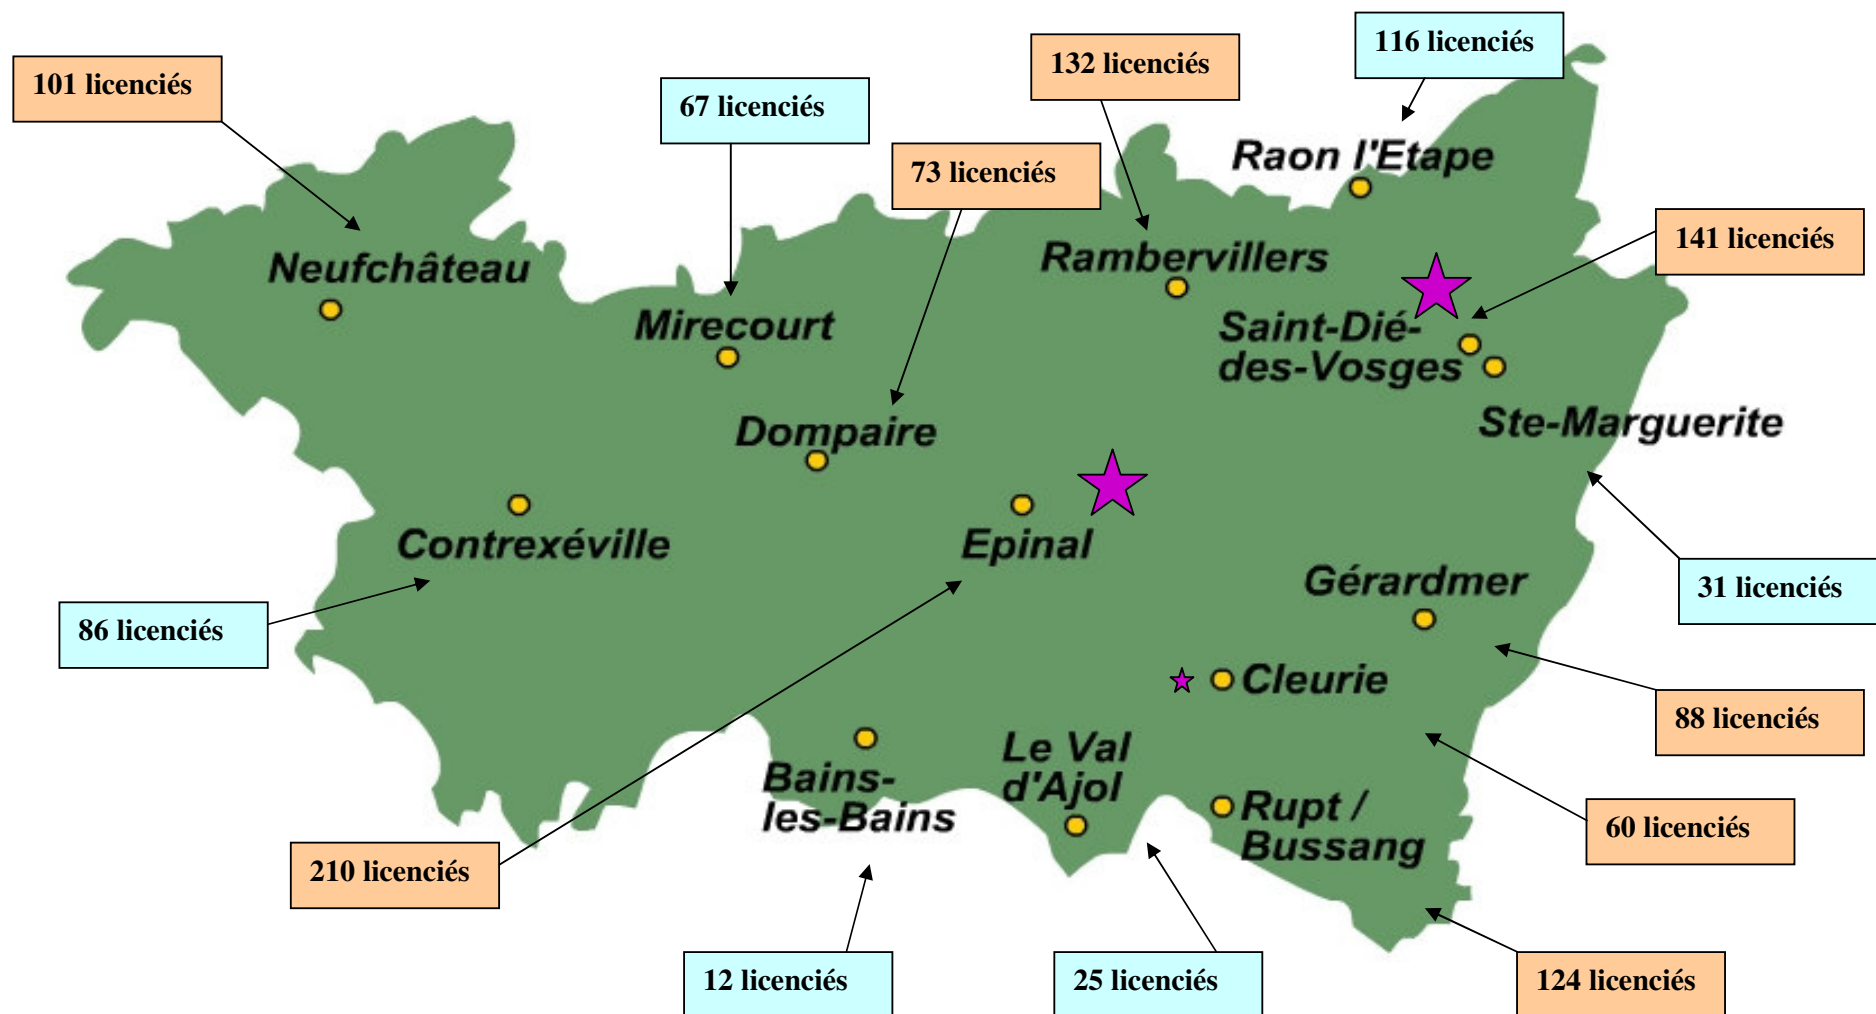 116 licenciés
132 licenciés
101 licenciés
67 licenciés
Raon l'Etape
73 licenciés
141 licenciés
Rambervillers
Neufchâteau
Mirecourt
Saint-Dié-
des-Vosges
Ste-Marguerite
Dompaire
Contrexéville
Epinal
Gérardmer
31 licenciés
86 licenciés
Cleurie
88 licenciés
Le Val
d'Ajol
Bains-
les-Bains
Rupt /
Bussang
60 licenciés
210 licenciés
12 licenciés
25 licenciés
124 licenciés